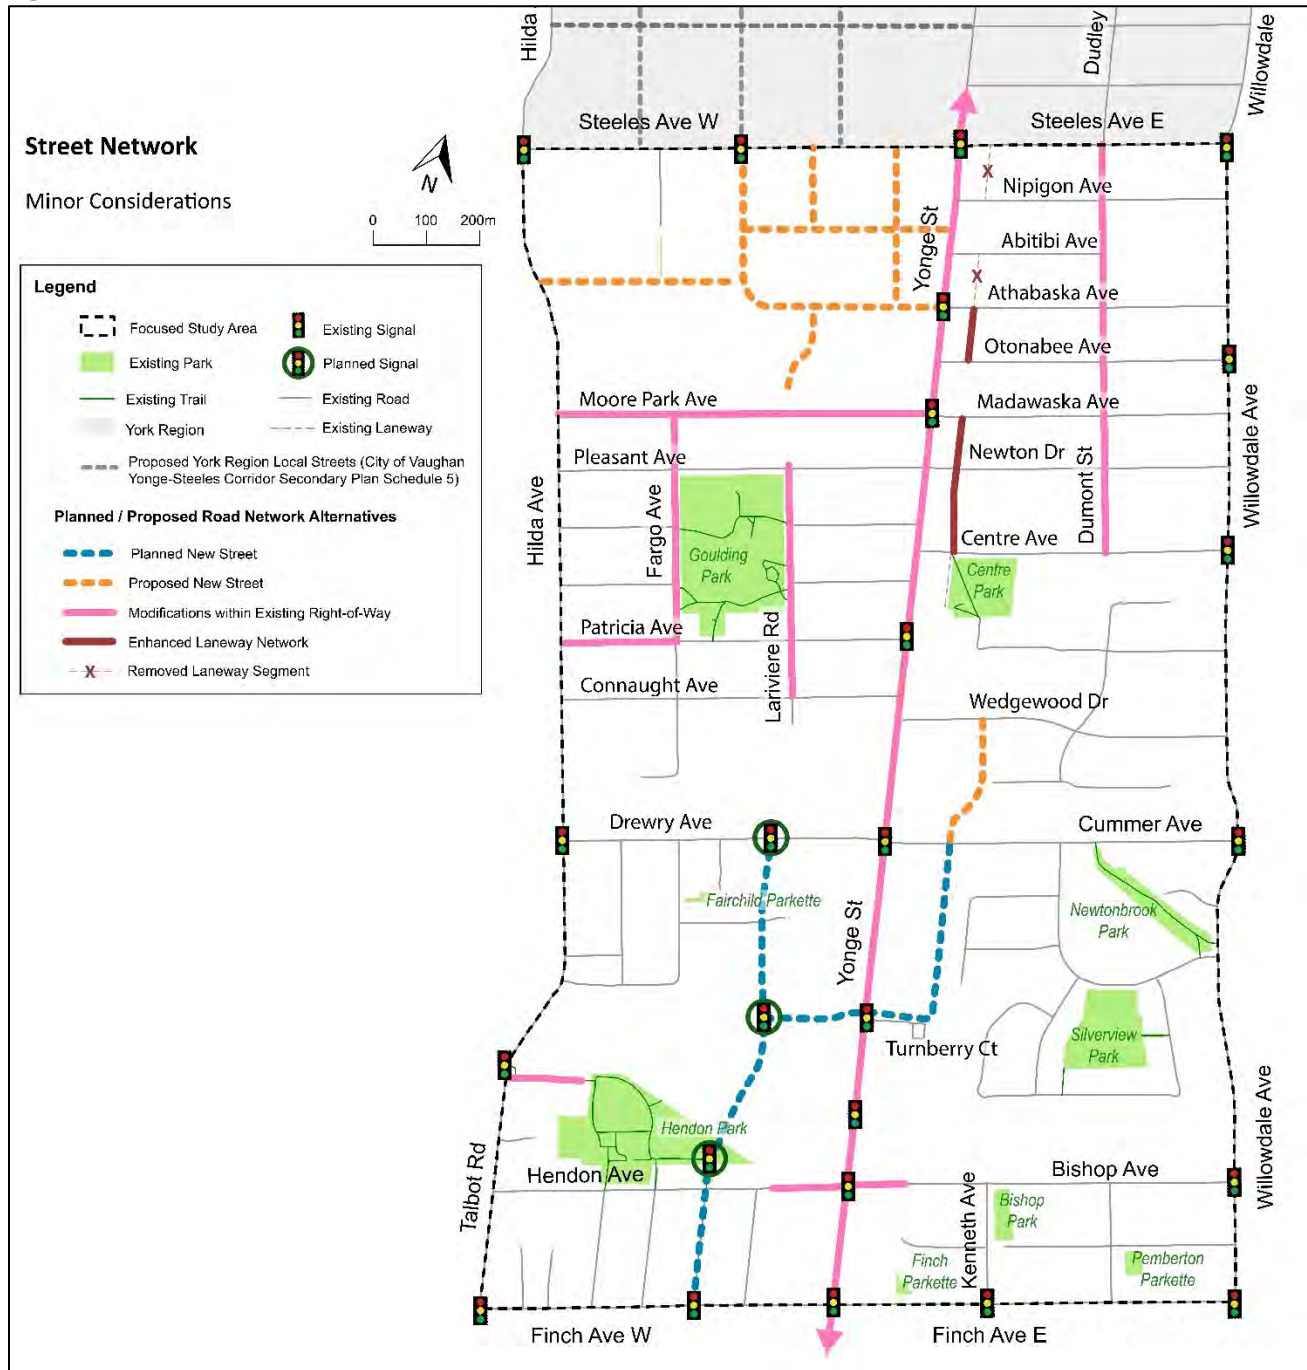 Hilda
Dudley
Willowdale
Steeles Ave W
Steeles Ave E
Street Network
Minor Considerations
N
0 100 200m
Nipigon Ave
X
Yonge St
Abitibi Ave
X
Athabaska Ave
Otonabee Ave
Legend
Focused Study Area
Existing Signal
Existing Park
Planned Signal
Existing Trail
Existing Road
York Region
Existing Laneway
Proposed York Region Local Streets (City of Vaughan
Yonge-Steeles Corridor Secondary Plan Schedule 5)
Planned / Proposed Road Network Alternatives
Planned New Street
Proposed New Street
Modifications within Existing Right-of-Way
Enhanced Laneway Network
X
Removed Laneway Segment
Moore Park Ave
Madawaska Ave
Pleasant Ave
Newton Dr
Hilda Ave
Fargo Ave
Dumont St
Willowdale Ave
Goulding
Park
Centre Ave
Centre
Park
Patricia Ave
Lariviere Rd
Connaught Ave
Wedgewood Dr
Drewry Ave
Cummer Ave
Fairchild Parkette
Newtonbrook
Park
Yonge St
Turnberry Ct
Silverview
Park
Hendon Park
Talbot Rd
Hendon Ave
Bishop Ave
Willowdale Ave
Kenneth Ave
Bishop
Park
Finch
Parkette
Pemberton
Parkette
Finch Ave W
Finch Ave E